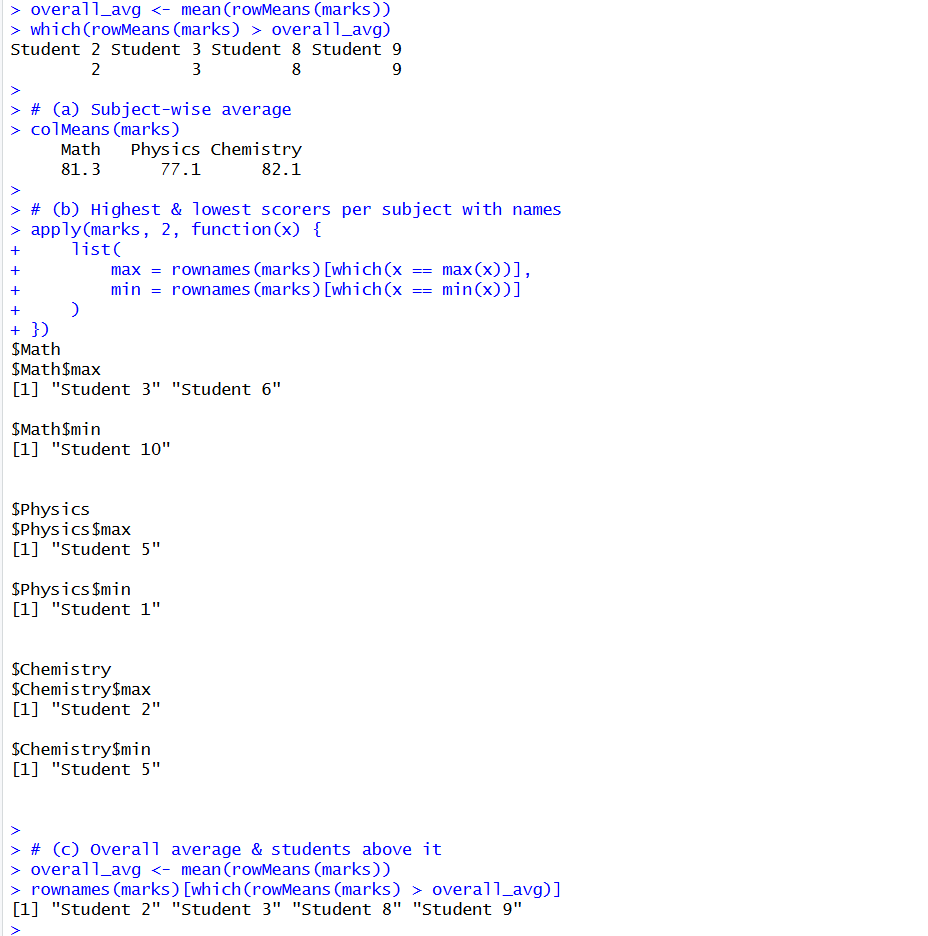 > overall_avg <- mean(rowMeans(marks))
> which(rowMeans(marks) > overall_avg)
Student 2 Student 3 Student 8 Student 9
        2         3         8         9
>
> # (a) Subject-wise average
> colMeans(marks)
     Math   Physics Chemistry
     81.3      77.1      82.1
>
> # (b) Highest & lowest scorers per subject with names
> apply(marks, 2, function(x) {
+     list(
+         max = rownames(marks)[which(x == max(x))],
+         min = rownames(marks)[which(x == min(x))]
+     )
+ })
$Math
$Math$max
[1] "Student 3" "Student 6"

$Math$min
[1] "Student 10"


$Physics
$Physics$max
[1] "Student 5"

$Physics$min
[1] "Student 1"


$Chemistry
$Chemistry$max
[1] "Student 2"

$Chemistry$min
[1] "Student 5"


>
> # (c) Overall average & students above it
> overall_avg <- mean(rowMeans(marks))
> rownames(marks)[which(rowMeans(marks) > overall_avg)]
[1] "Student 2" "Student 3" "Student 8" "Student 9"
>